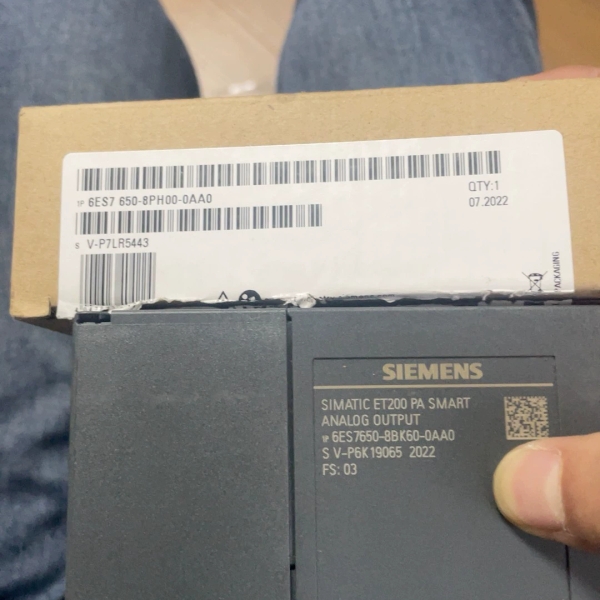 1P 6ES7 650-8PH00-0AA0
QTY:1
07.2022
S V-P7LR5443
PACKAGING
SIEMENS
SIMATIC ET200 PA SMART
ANALOG OUTPUT
1P 6ES7650-8BK60-0AA0
S V-P6K19065 2022
FS: 03